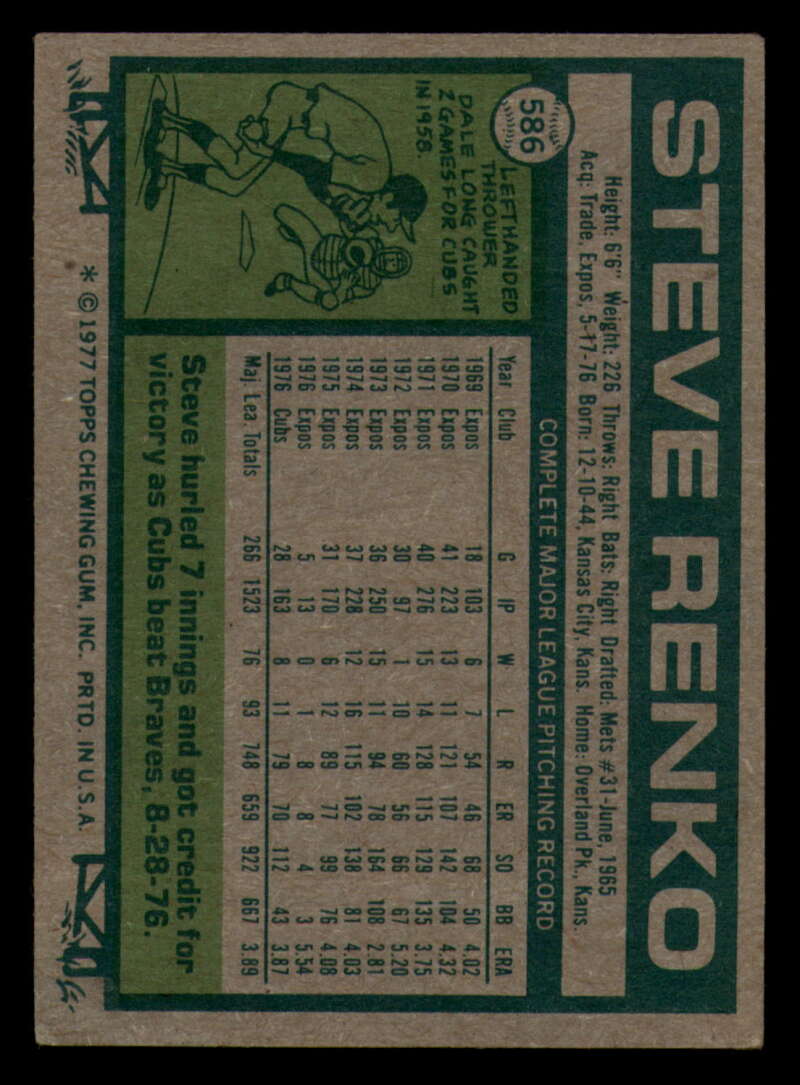 STEVE RENKO
Height: 6'6" Weight: 226 Throws: Right Bats: Right Drafted: Mets #31-June, 1965
Acq: Trade, Expos, 5-17-76 Born: 12-10-44, Kansas City, Kans. Home: Overland Pk., Kans
586
LEFTHANDED
THROWER
DALE LONG CAUGHT
2 GAMES FOR CUBS
IN 1958.
COMPLETE MAJOR LEAGUE PITCHING RECORD
Year Club G IP W L R ER SO BB ERA
1969 Expos 18 103 6 7 54 46 68 50 4.02
1970 Expos 41 223 13 11 121 107 142 104 4.32
1971 Expos 40 276 15 14 128 115 129 135 3.75
1972 Expos 30 97 1 10 60 56 66 67 5.20
1973 Expos 36 250 15 11 94 78 164 108 2.81
1974 Expos 37 228 12 16 115 102 138 81 4.03
1975 Expos 31 170 6 12 89 77 99 76 4.08
1976 Expos 5 13 0 1 8 8 4 3 5.54
1976 Cubs 28 163 8 11 79 70 112 43 3.87
Maj. Lea. Totals 266 1523 76 93 748 659 922 667 3.89
Steve hurled 7 innings and got credit for
victory as Cubs beat Braves, 8-28-76.
* © 1977 TOPPS CHEWING GUM, INC. PRTD. IN U.S.A.